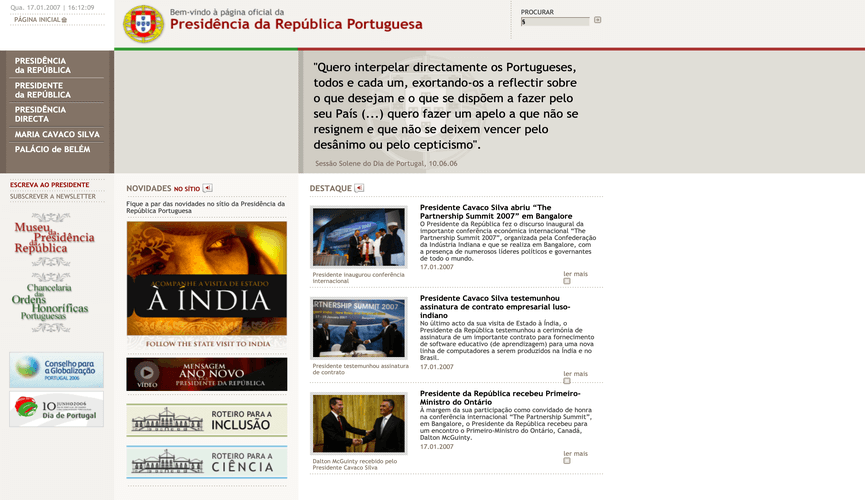 Qua. 17.01.2007 | 16:12:09
PÁGINA INICIAL
Bem-vindo à página oficial da
Presidência da República Portuguesa
PROCURAR
$
PRESIDÊNCIA
da REPÚBLICA
PRESIDENTE
da REPÚBLICA
PRESIDÊNCIA
DIRECTA
MARIA CAVACO SILVA
PALÁCIO de BELÉM
"Quero interpelar directamente os Portugueses,
todos e cada um, exortando-os a reflectir sobre
o que desejam e o que se dispõem a fazer pelo
seu País (...) quero fazer um apelo a que não se
resignem e que não se deixem vencer pelo
desânimo ou pelo cepticismo".
Sessão Solene do Dia de Portugal, 10.06.06
ESCREVA AO PRESIDENTE
SUBSCREVER A NEWSLETTER
Museu
da Presidência
da República
Chancelaria
das
Ordens
Honoríficas
Portuguesas
Conselho para
a Globalização
PORTUGAL 2006
10 JUNHO2006
Dia de Portugal
NOVIDADES NO SÍTIO
Fique a par das novidades no sítio da Presidência da
República Portuguesa
ACOMPANHE A VISITA DE ESTADO
À ÍNDIA
FOLLOW THE STATE VISIT TO INDIA
VÍDEO
MENSAGEM
ANO NOVO
PRESIDENTE DA REPÚBLICA
ROTEIRO PARA A
INCLUSÃO
ROTEIRO PARA A
CIÊNCIA
DESTAQUE
Presidente inaugurou conferência
internacional
Presidente Cavaco Silva abriu “The
Partnership Summit 2007” em Bangalore
O Presidente da República fez o discurso inaugural da
importante conferência económica internacional “The
Partnership Summit 2007”, organizada pela Confederação
da Indústria Indiana e que se realiza em Bangalore, com
a presença de numerosos líderes políticos e governantes
de todo o mundo.
17.01.2007
ler mais
PARTNERSHIP SUMMIT 2007
Presidente testemunhou assinatura
de contrato
Presidente Cavaco Silva testemunhou
assinatura de contrato empresarial luso-
indiano
No último acto da sua visita de Estado à Índia, o
Presidente da República testemunhou a cerimónia de
assinatura de um importante contrato para fornecimento
de software educativo (de aprendizagem) para uma nova
linha de computadores a serem produzidos na Índia e no
Brasil.
17.01.2007
ler mais
Dalton McGuinty recebido pelo
Presidente Cavaco Silva
Presidente da República recebeu Primeiro-
Ministro do Ontário
À margem da sua participação como convidado de honra
na conferência internacional “The Partnership Summit”,
em Bangalore, o Presidente da República recebeu para
um encontro o Primeiro-Ministro do Ontário, Canadá,
Dalton McGuinty.
17.01.2007
ler mais